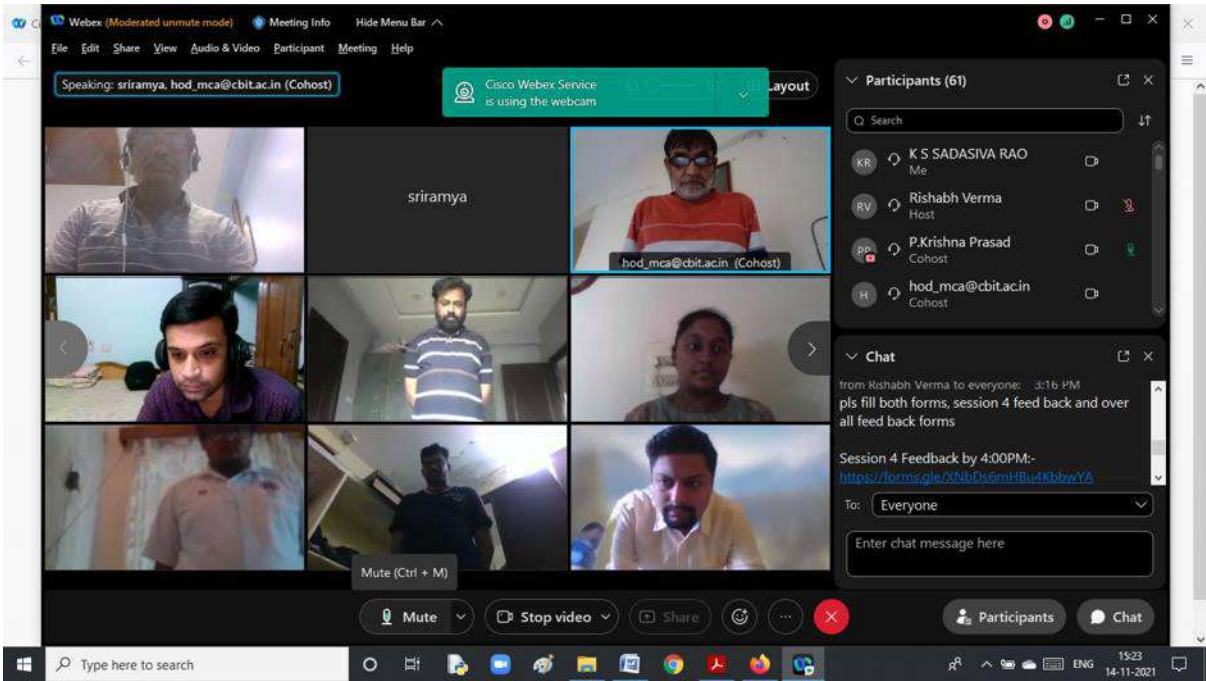 Webex (Moderated unmute mode) Meeting Info Hide Menu Bar
File Edit Share View Audio & Video Participant Meeting Help
Speaking: sriramya, hod_mca@cbit.ac.in (Cohost)
Cisco Webex Service
is using the webcam
Layout
sriramya
hod_mca@cbit.ac.in (Cohost)
Participants (61)
Search
KR K S SADASIVA RAO
Me
RV Rishabh Verma
Host
PP P.Krishna Prasad
Cohost
H hod_mca@cbit.ac.in
Cohost
Chat
from Rishabh Verma to everyone: 3:16 PM
pls fill both forms, session 4 feed back and over
all feed back forms
Session 4 Feedback by 4:00PM:-
https://forms.gle/XNbDs6mHBu4KbbwYA
To: Everyone
Enter chat message here
Mute (Ctrl + M)
Mute Stop video Share Participants Chat
Type here to search
ENG
15:23
14-11-2021